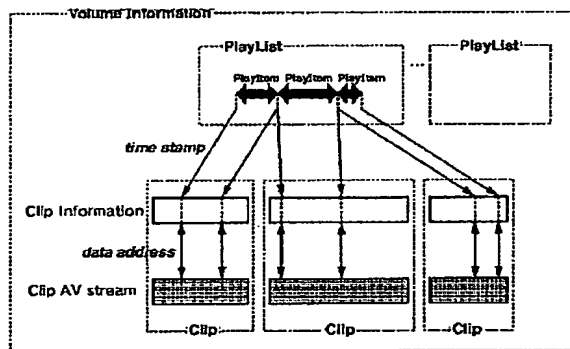 Volume Information
PlayList
PlayList
...
PlayItem PlayItem PlayItem
time stamp
Clip Information
data address
Clip AV stream
Clip
Clip
Clip